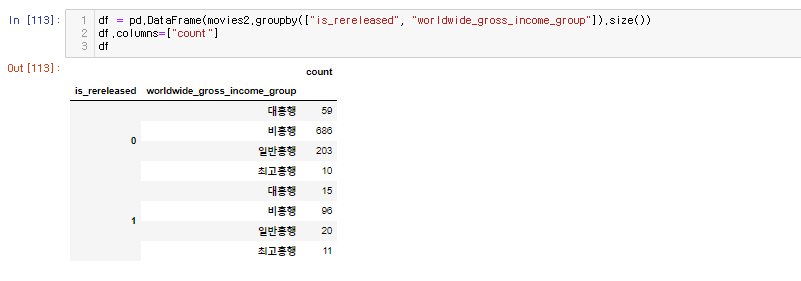 In [113]:
1 df = pd.DataFrame(movies2.groupby(["is_rereleased", "worldwide_gross_income_group"]).size())
2 df.columns=["count"]
3 df
Out[113]:
count
is_rereleased worldwide_gross_income_group
0 대흥행 59
비흥행 686
일반흥행 203
최고흥행 10
1 대흥행 15
비흥행 96
일반흥행 20
최고흥행 11